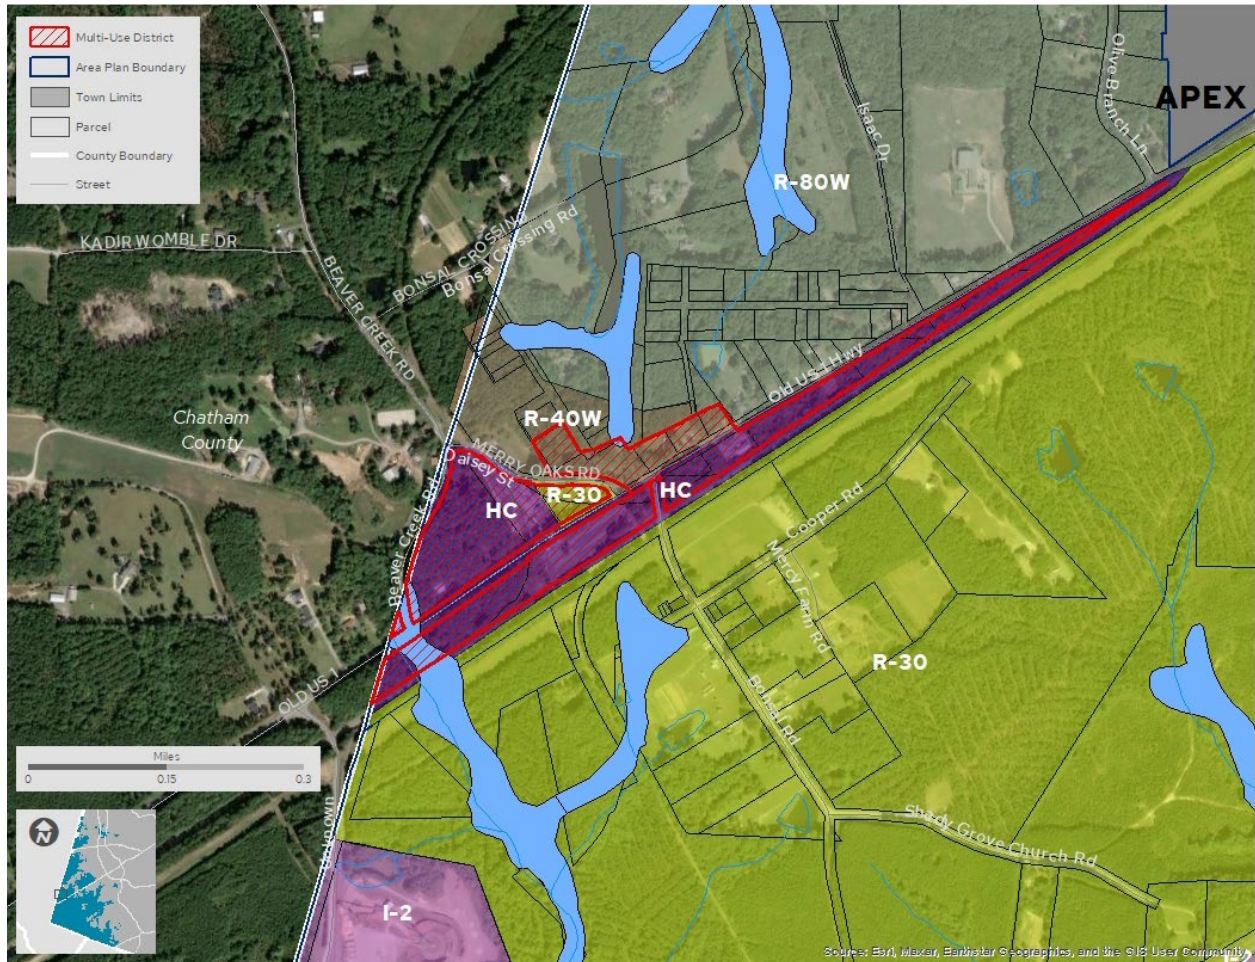 Multi-Use District
Area Plan Boundary
Town Limits
Parcel
County Boundary
Street
APEX
Olive Branch Ln
Isaac Dr
R-80W
KADIR WOMBLE DR
BONSAL CROSSING
Bonsal Crossing Rd
BEAVER CREEK RD
Old US 1 Hwy
Chatham
County
R-40W
MERRY OAKS RD
Daisey St
R-30
HC
HC
Cooper Rd
Beaver Creek Rd
Mercy Farm Rd
R-30
OLD US 1
Bonsal Rd
Miles
0 0.15 0.3
Unknown
Shady Grove Church Rd
N
I-2
Source: Esri, Maxar, Earthstar Geographics, and the GIS User Community